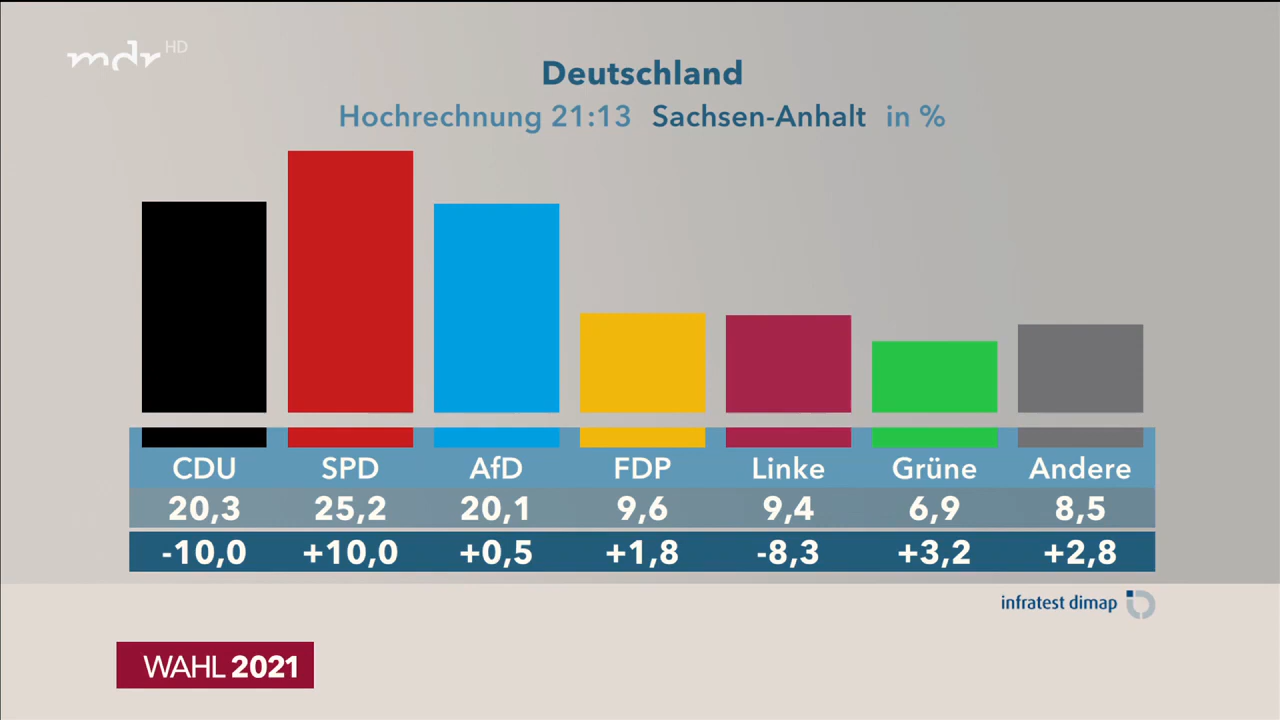 mdr HD
Deutschland
Hochrechnung 21:13 Sachsen-Anhalt in %
CDU SPD AfD FDP Linke Grüne Andere
20,3 25,2 20,1 9,6 9,4 6,9 8,5
-10,0 +10,0 +0,5 +1,8 -8,3 +3,2 +2,8
infratest dimap
WAHL 2021